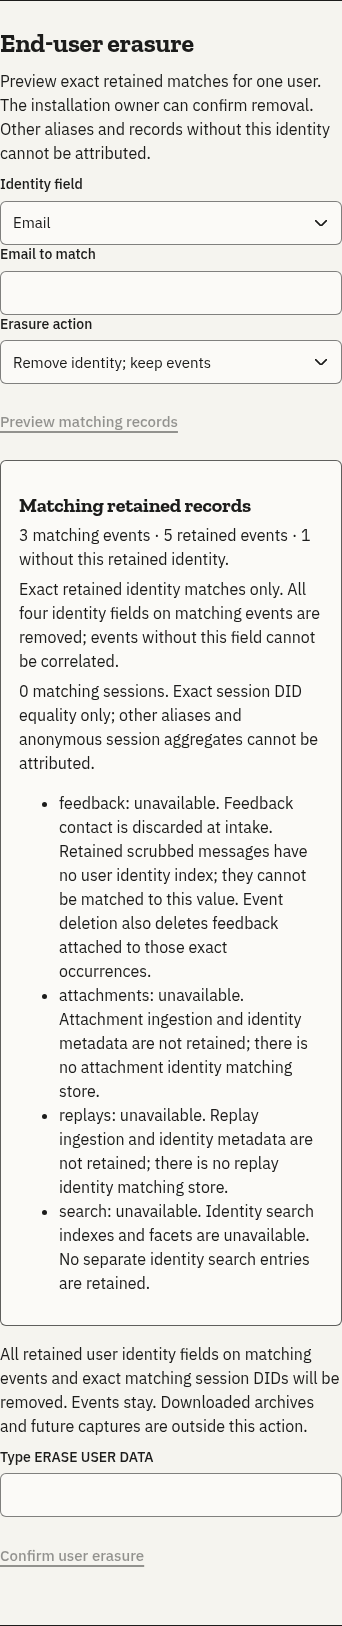 End-user erasure
Preview exact retained matches for one user.
The installation owner can confirm removal.
Other aliases and records without this identity
cannot be attributed.
Identity field
Email
Email to match
Erasure action
Remove identity; keep events
Preview matching records
Matching retained records
3 matching events · 5 retained events · 1
without this retained identity.
Exact retained identity matches only. All
four identity fields on matching events are
removed; events without this field cannot
be correlated.
0 matching sessions. Exact session DID
equality only; other aliases and
anonymous session aggregates cannot be
attributed.
• feedback: unavailable. Feedback
contact is discarded at intake.
Retained scrubbed messages have
no user identity index; they cannot
be matched to this value. Event
deletion also deletes feedback
attached to those exact
occurrences.
• attachments: unavailable.
Attachment ingestion and identity
metadata are not retained; there is
no attachment identity matching
store.
• replays: unavailable. Replay
ingestion and identity metadata are
not retained; there is no replay
identity matching store.
• search: unavailable. Identity search
indexes and facets are unavailable.
No separate identity search entries
are retained.
All retained user identity fields on matching
events and exact matching session DIDs will be
removed. Events stay. Downloaded archives
and future captures are outside this action.
Type ERASE USER DATA
Confirm user erasure